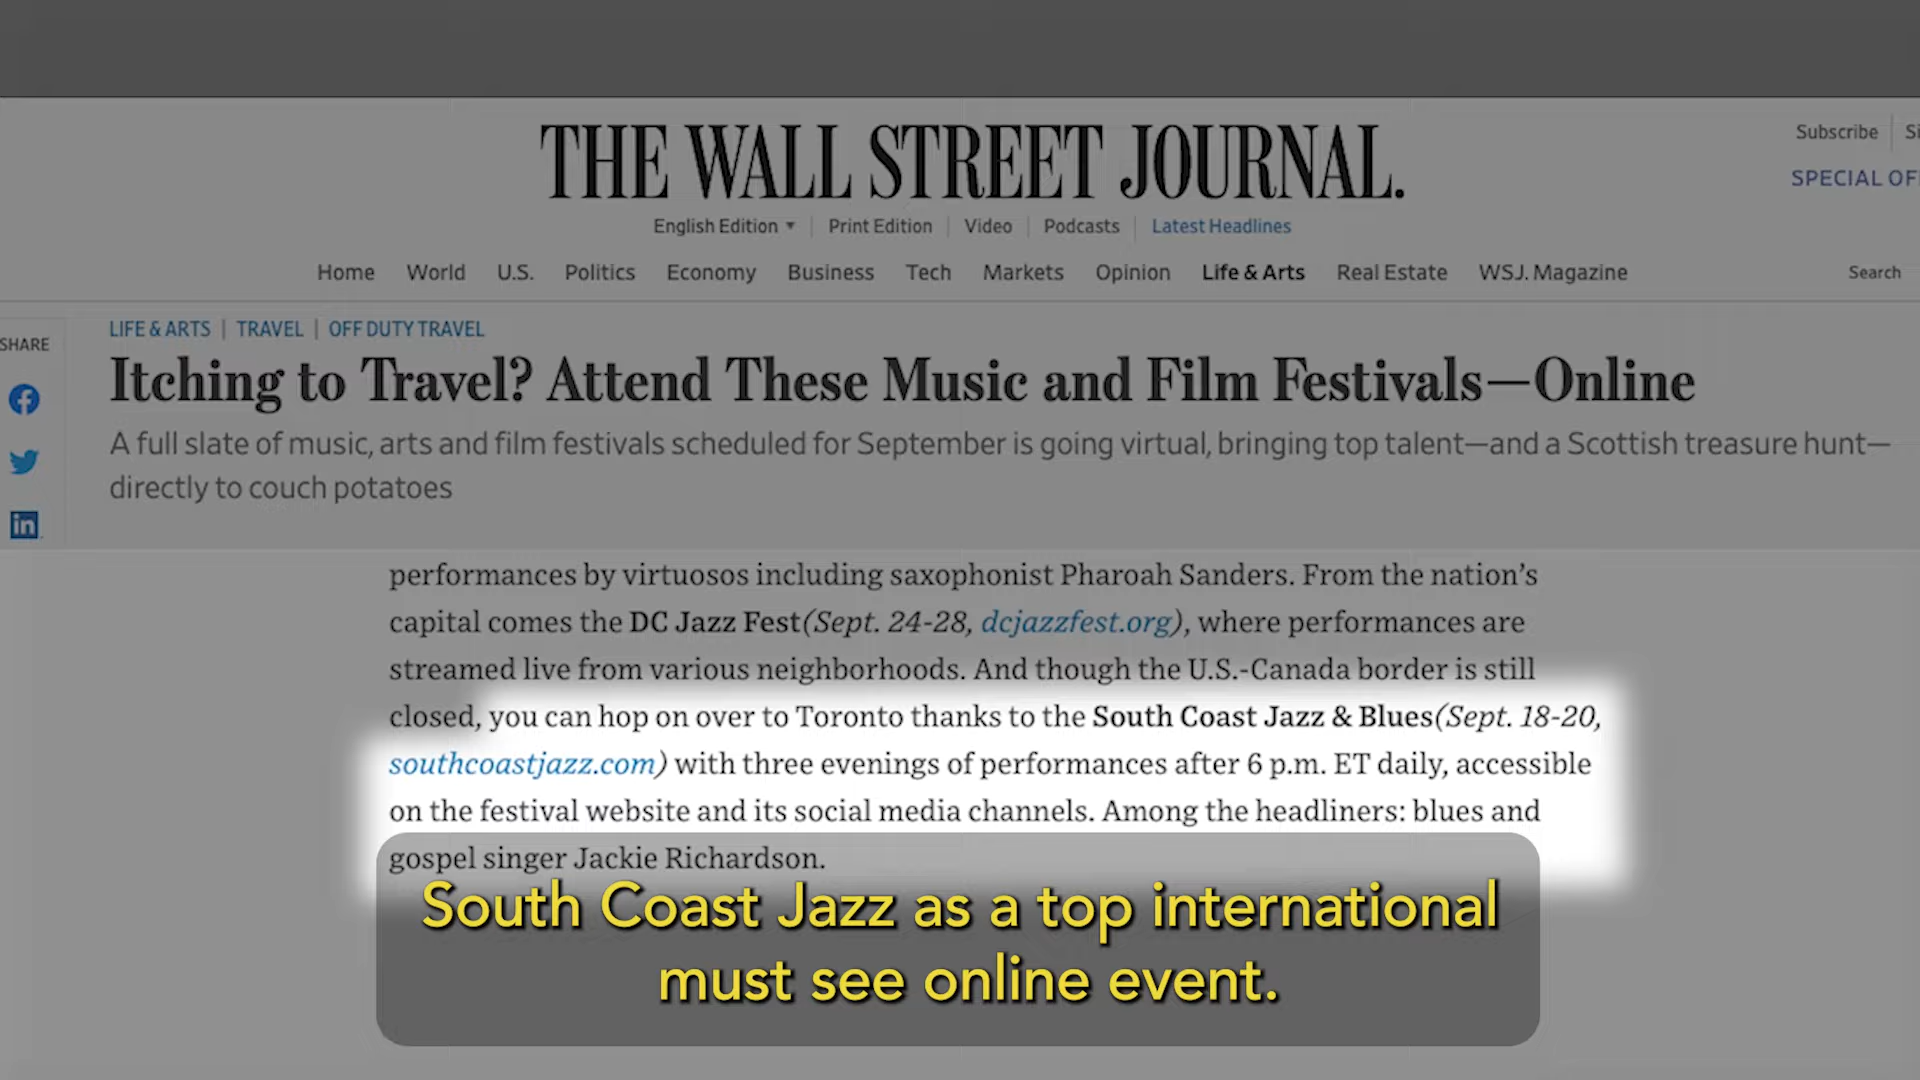 THE WALL STREET JOURNAL.
Subscribe
SPECIAL
English Edition Print Edition Video Podcasts Latest Headlines
Home World U.S. Politics Economy Business Tech Markets Opinion Life & Arts Real Estate WSJ. Magazine Search
LIFE & ARTS | TRAVEL | OFF DUTY TRAVEL
SHARE
Itching to Travel? Attend These Music and Film Festivals—Online
A full slate of music, arts and film festivals scheduled for September is going virtual, bringing top talent—and a Scottish treasure hunt—
directly to couch potatoes
in
performances by virtuosos including saxophonist Pharoah Sanders. From the nation's
capital comes the DC Jazz Fest(Sept. 24-28, dcjazzfest.org), where performances are
streamed live from various neighborhoods. And though the U.S.-Canada border is still
closed, you can hop on over to Toronto thanks to the South Coast Jazz & Blues(Sept. 18-20,
southcoastjazz.com) with three evenings of performances after 6 p.m. ET daily, accessible
on the festival website and its social media channels. Among the headliners: blues and
gospel singer Jackie Richardson.
South Coast Jazz as a top international
must see online event.